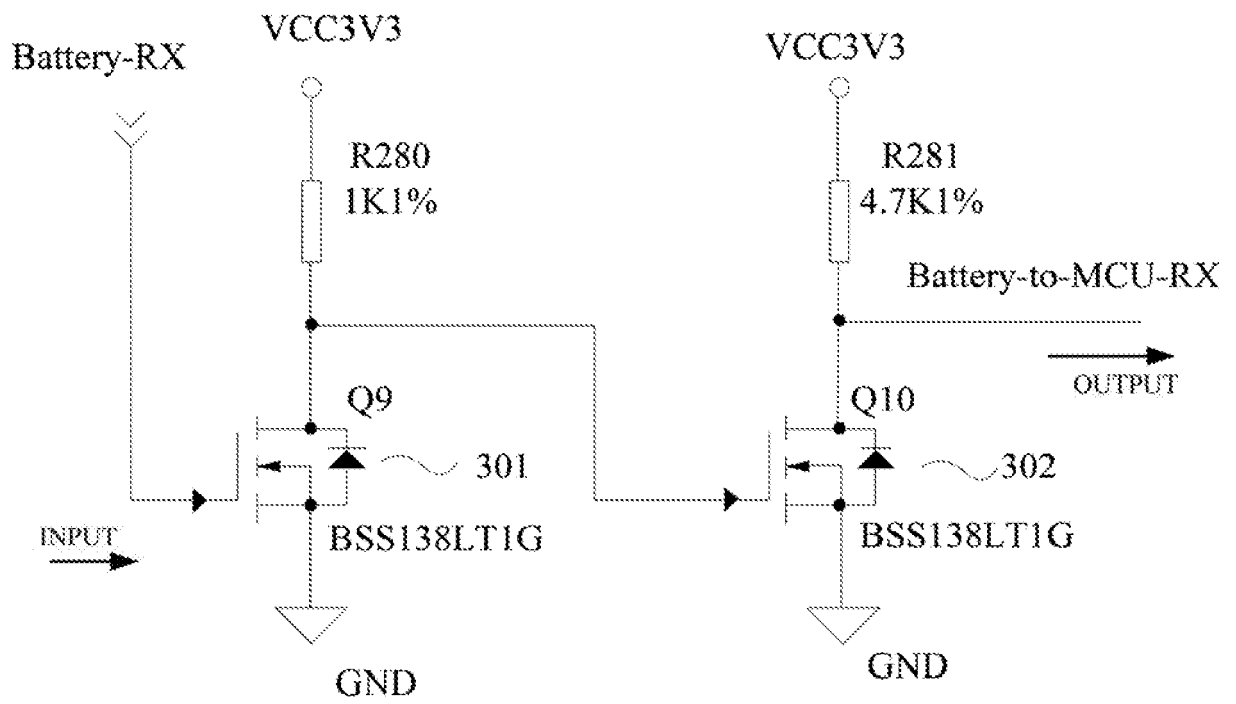 VCC3V3
Battery-RX
VCC3V3
R280
1K1%
R281
4.7K1%
Battery-to-MCU-RX
OUTPUT
Q9
Q10
301
302
INPUT
BSS138LT1G
BSS138LT1G
GND
GND